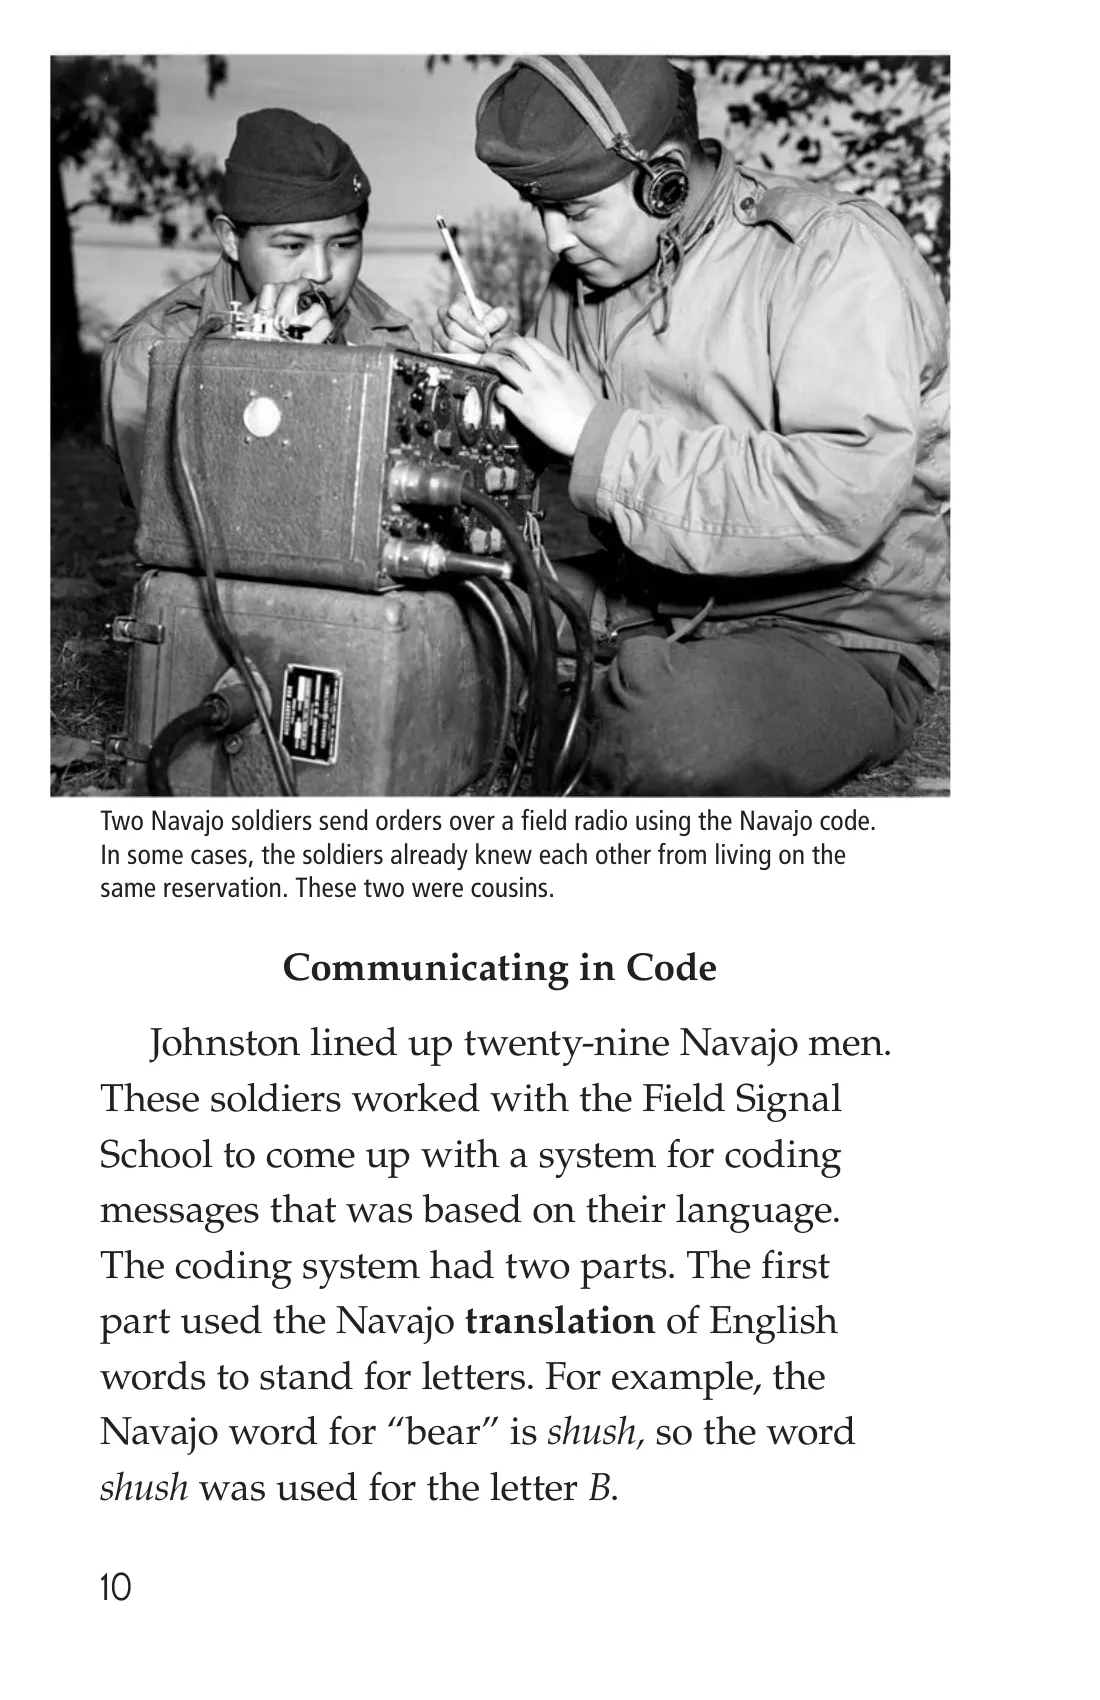 Two Navajo soldiers send orders over a field radio using the Navajo code.
In some cases, the soldiers already knew each other from living on the
same reservation. These two were cousins.
Communicating in Code
Johnston lined up twenty-nine Navajo men.
These soldiers worked with the Field Signal
School to come up with a system for coding
messages that was based on their language.
The coding system had two parts. The first
part used the Navajo translation of English
words to stand for letters. For example, the
Navajo word for “bear” is shush, so the word
shush was used for the letter B.
10